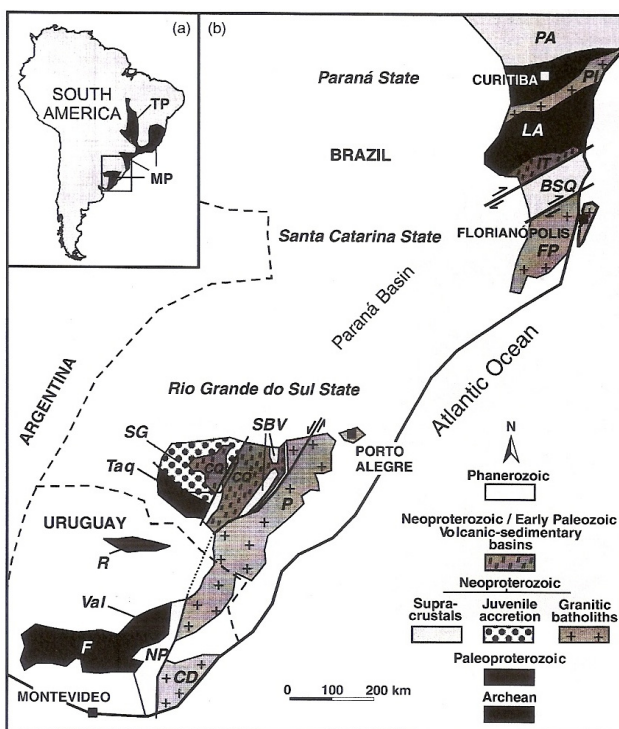 (a)
(b)
SOUTH
AMERICA
TP
MP
PA
Paraná State
CURITIBA
PI
LA
BRAZIL
IT
BSQ
FLORIANÓPOLIS
Santa Catarina State
FP
Paraná Basin
Atlantic Ocean
ARGENTINA
Rio Grande do Sul State
SBV
SG
CQ
CQ
Taq
PORTO
ALEGRE
P
N
Phanerozoic
URUGUAY
R
Neoproterozoic / Early Paleozoic
Volcanic-sedimentary
basins
Neoproterozoic
Supra-
crustals
Juvenile
accretion
Granitic
batholiths
Val
F
NP
CD
Paleoproterozoic
Archean
MONTEVIDEO
0 100 200 km